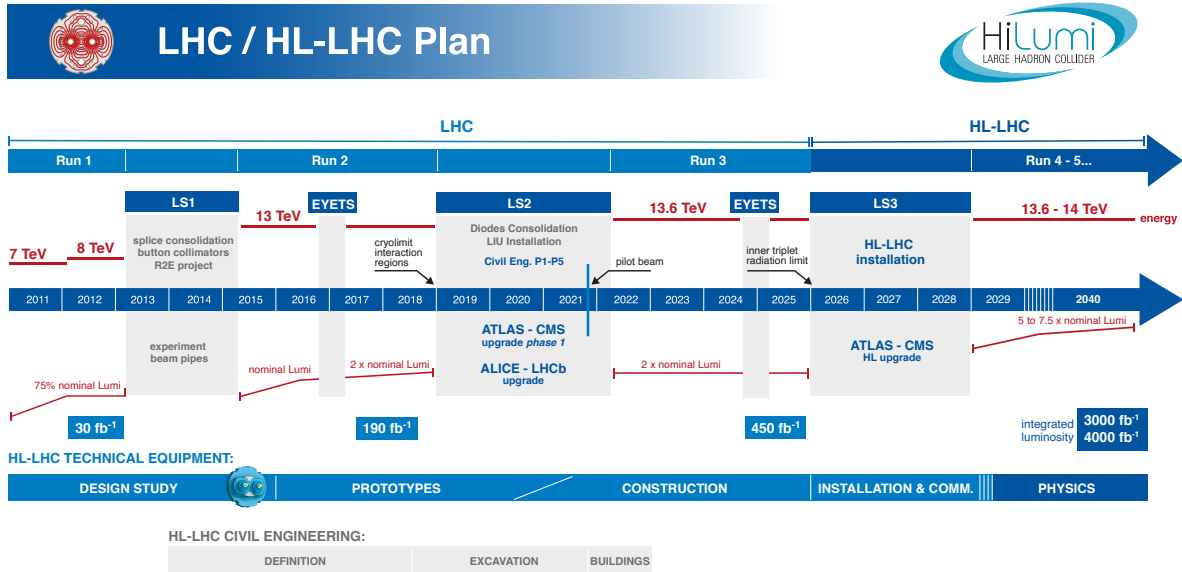 LHC / HL-LHC Plan
HiLumi
LARGE HADRON COLLIDER
LHC
HL-LHC
Run 1
Run 2
Run 3
Run 4 - 5...
LS1
EYETS
LS2
EYETS
LS3
7 TeV
8 TeV
13 TeV
13.6 TeV
13.6 - 14 TeV
energy
splice consolidation
button collimators
R2E project
cryolimit
interaction
regions
Diodes Consolidation
LIU Installation
Civil Eng. P1-P5
pilot beam
inner triplet
radiation limit
HL-LHC
installation
2011 2012 2013 2014 2015 2016 2017 2018 2019 2020 2021 2022 2023 2024 2025 2026 2027 2028 2029 2040
experiment
beam pipes
ATLAS - CMS
upgrade phase 1
ALICE - LHCb
upgrade
ATLAS - CMS
HL upgrade
5 to 7.5 x nominal Lumi
75% nominal Lumi
nominal Lumi
2 x nominal Lumi
2 x nominal Lumi
30 fb⁻¹
190 fb⁻¹
450 fb⁻¹
integrated
luminosity
3000 fb⁻¹
4000 fb⁻¹
HL-LHC TECHNICAL EQUIPMENT:
DESIGN STUDY
PROTOTYPES
CONSTRUCTION
INSTALLATION & COMM.
PHYSICS
HL-LHC CIVIL ENGINEERING:
DEFINITION
EXCAVATION
BUILDINGS